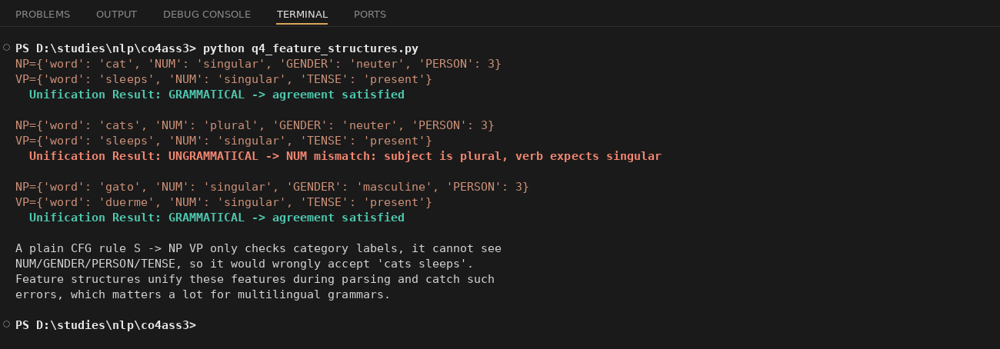 PROBLEMS OUTPUT DEBUG CONSOLE TERMINAL PORTS
PS D:\studies\nlp\co4ass3> python q4_feature_structures.py
NP={'word': 'cat', 'NUM': 'singular', 'GENDER': 'neuter', 'PERSON': 3}
VP={'word': 'sleeps', 'NUM': 'singular', 'TENSE': 'present'}
  Unification Result: GRAMMATICAL -> agreement satisfied
NP={'word': 'cats', 'NUM': 'plural', 'GENDER': 'neuter', 'PERSON': 3}
VP={'word': 'sleeps', 'NUM': 'singular', 'TENSE': 'present'}
  Unification Result: UNGRAMMATICAL -> NUM mismatch: subject is plural, verb expects singular
NP={'word': 'gato', 'NUM': 'singular', 'GENDER': 'masculine', 'PERSON': 3}
VP={'word': 'duerme', 'NUM': 'singular', 'TENSE': 'present'}
  Unification Result: GRAMMATICAL -> agreement satisfied
A plain CFG rule S -> NP VP only checks category labels, it cannot see
NUM/GENDER/PERSON/TENSE, so it would wrongly accept 'cats sleeps'.
Feature structures unify these features during parsing and catch such
errors, which matters a lot for multilingual grammars.
PS D:\studies\nlp\co4ass3>